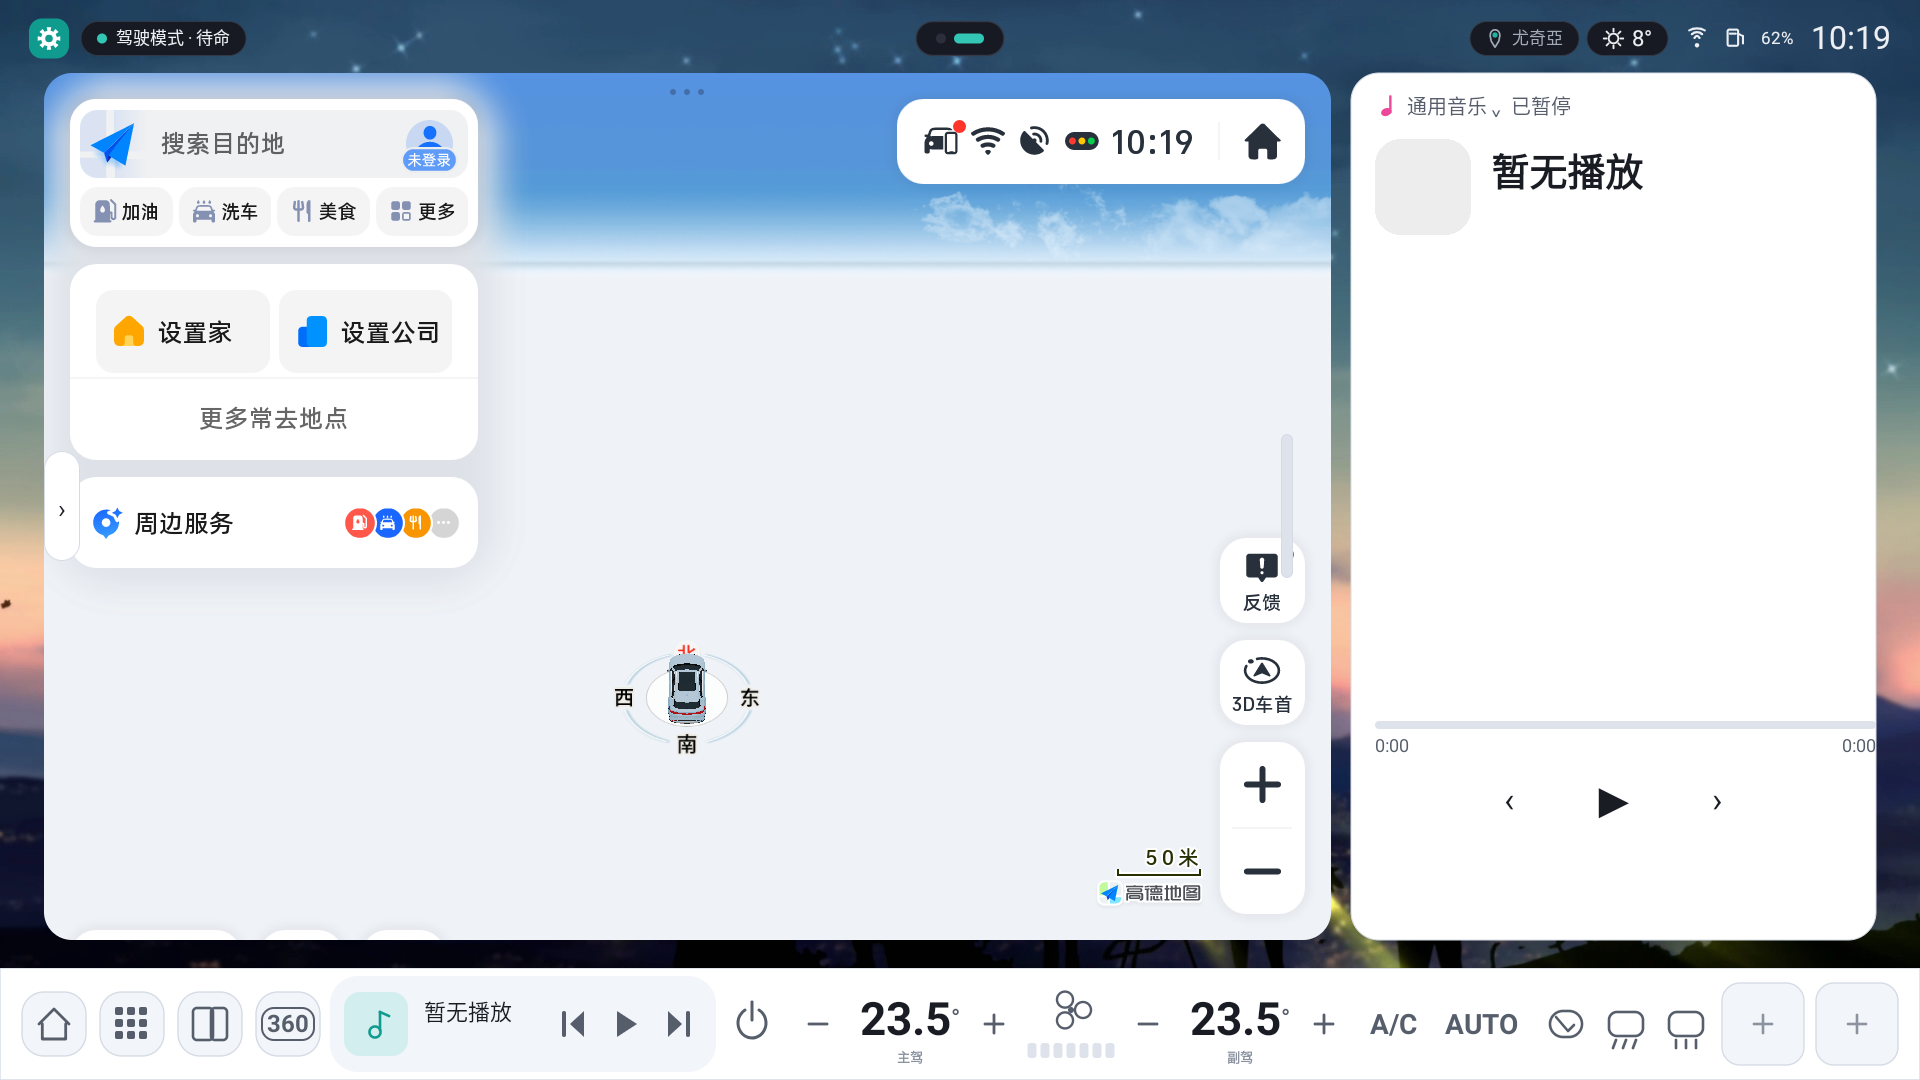 驾驶模式 · 待命
尤奇亞
8°
62%
10:19
搜索目的地
未登录
加油
洗车
美食
更多
10:19
设置家
设置公司
更多常去地点
周边服务
北
西
东
南
反馈
3D车首
50米
高德地图
通用音乐
已暂停
暂无播放
0:00
0:00
360
暂无播放
23.5°
主驾
23.5°
副驾
A/C
AUTO